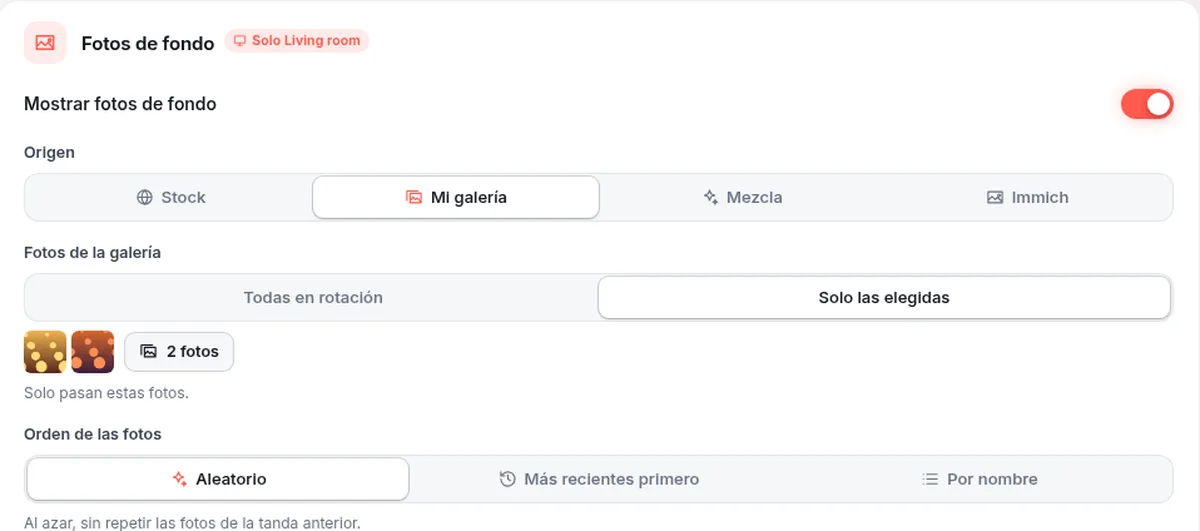 Fotos de fondo Solo Living room
Mostrar fotos de fondo
Origen
Stock Mi galería Mezcla Immich
Fotos de la galería
Todas en rotación Solo las elegidas
2 fotos
Solo pasan estas fotos.
Orden de las fotos
Aleatorio Más recientes primero Por nombre
Al azar, sin repetir las fotos de la tanda anterior.